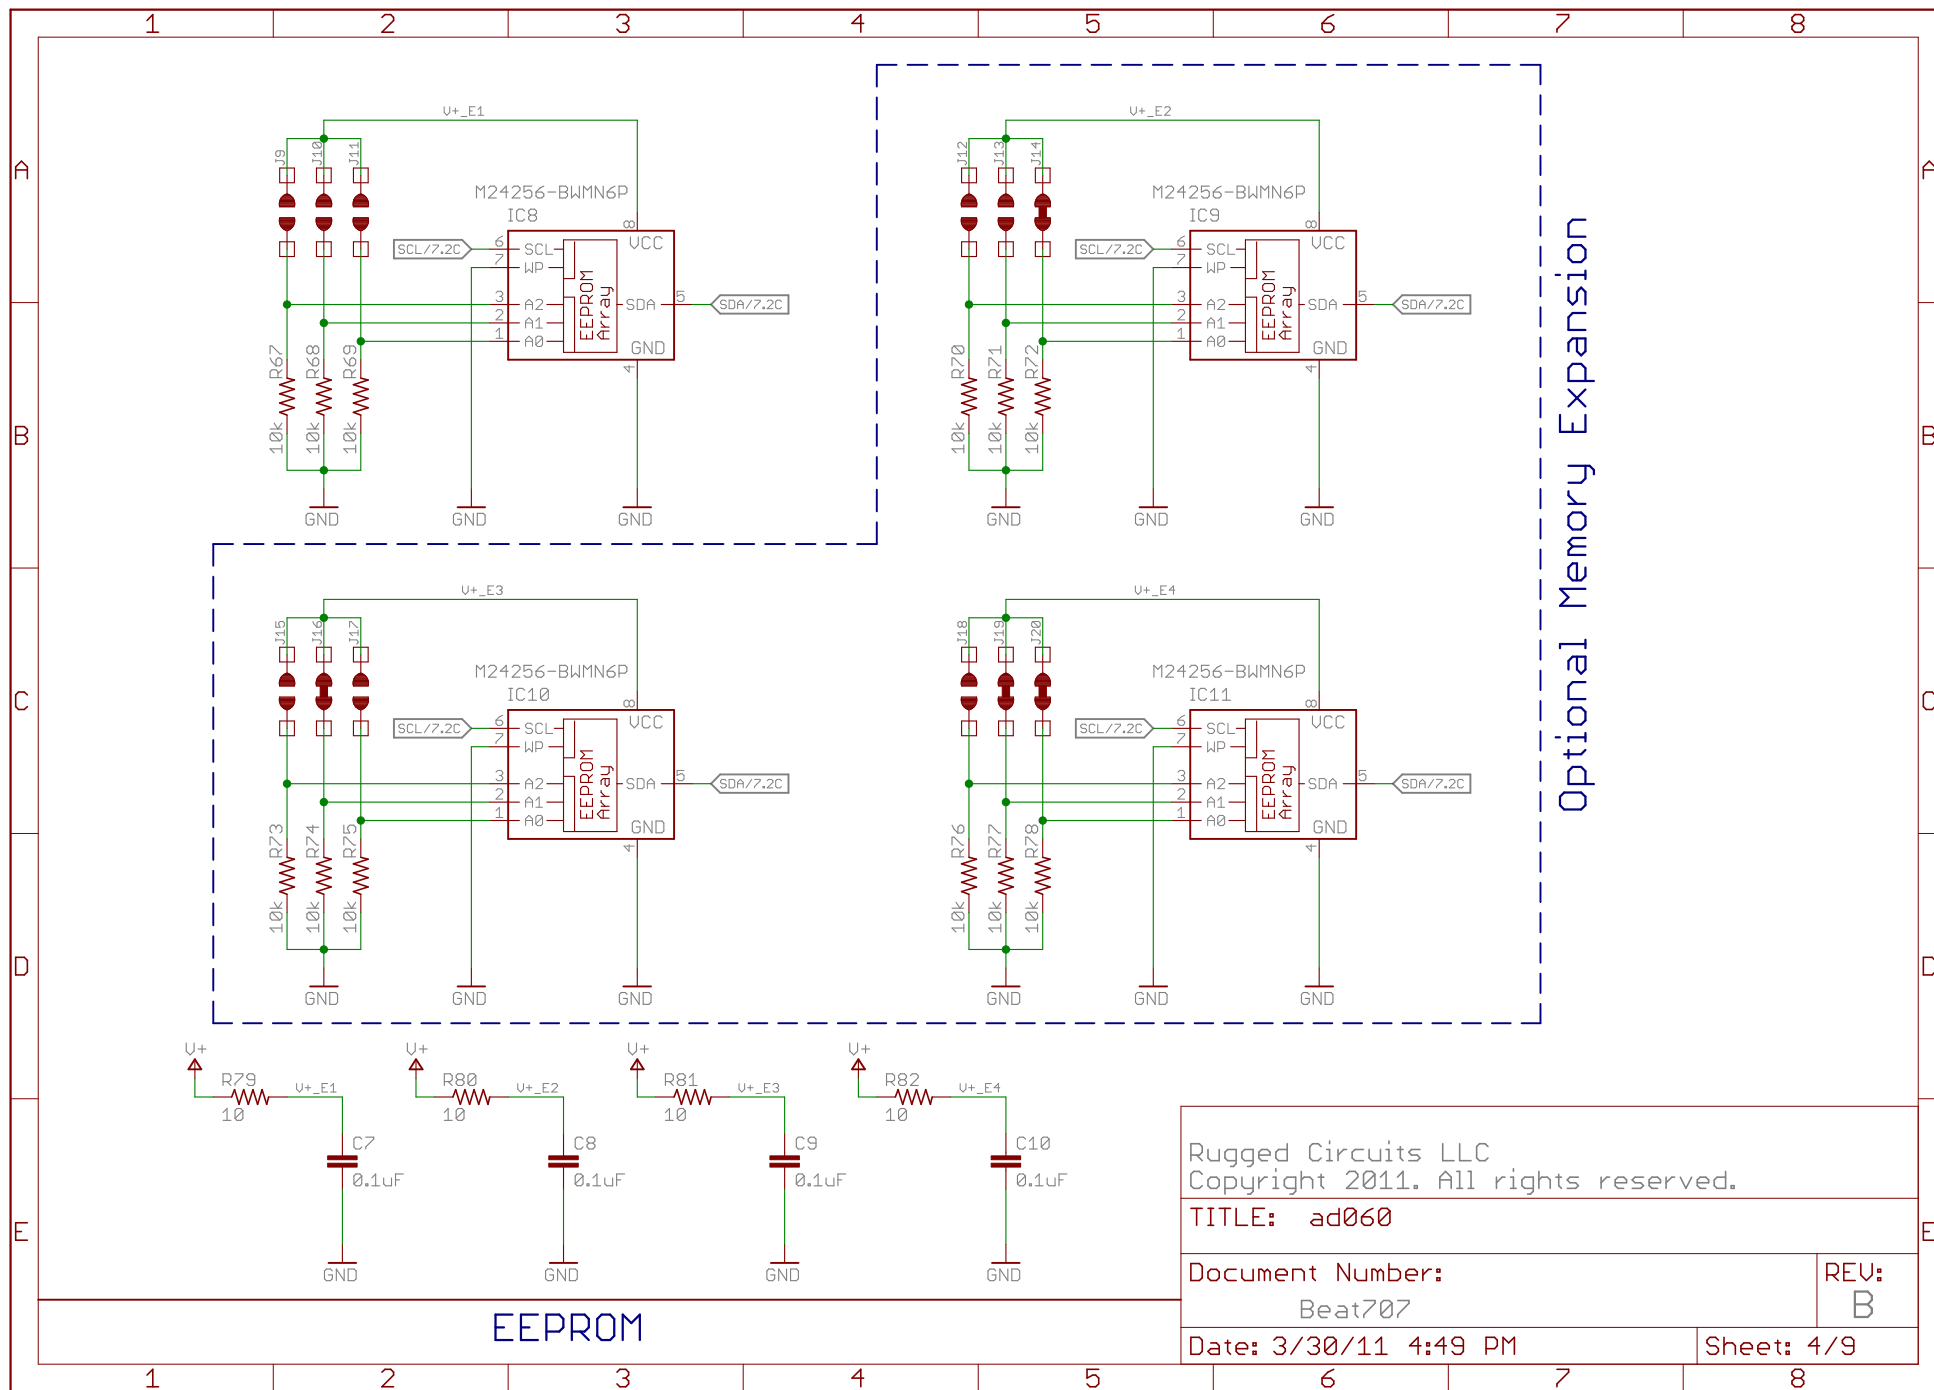 1 2 3 4 5 6 7 8
A
B
C
D
E
A
B
C
D
E
V+_E1
J9
J10
J11
M24256-BWMN6P
IC8
SCL/7.2C
6
7
3
2
1
SCL
WP
A2
A1
A0
EEPROM
Array
8
VCC
SDA
5
SDA/7.2C
GND
4
R67
R68
R69
10k
10k
10k
GND
GND
GND
V+_E2
J12
J13
J14
M24256-BWMN6P
IC9
SCL/7.2C
6
7
3
2
1
SCL
WP
A2
A1
A0
EEPROM
Array
8
VCC
SDA
5
SDA/7.2C
GND
4
R70
R71
R72
10k
10k
10k
GND
GND
GND
Optional Memory Expansion
V+_E3
J15
J16
J17
M24256-BWMN6P
IC10
SCL/7.2C
6
7
3
2
1
SCL
WP
A2
A1
A0
EEPROM
Array
8
VCC
SDA
5
SDA/7.2C
GND
4
R73
R74
R75
10k
10k
10k
GND
GND
GND
V+_E4
J18
J19
J20
M24256-BWMN6P
IC11
SCL/7.2C
6
7
3
2
1
SCL
WP
A2
A1
A0
EEPROM
Array
8
VCC
SDA
5
SDA/7.2C
GND
4
R76
R77
R78
10k
10k
10k
GND
GND
GND
V+
R79
10
V+_E1
C7
0.1uF
GND
V+
R80
10
V+_E2
C8
0.1uF
GND
V+
R81
10
V+_E3
C9
0.1uF
GND
V+
R82
10
V+_E4
C10
0.1uF
GND
EEPROM
Rugged Circuits LLC
Copyright 2011. All rights reserved.
TITLE: ad060
Document Number:
Beat707
REV:
B
Date: 3/30/11 4:49 PM
Sheet: 4/9
1 2 3 4 5 6 7 8